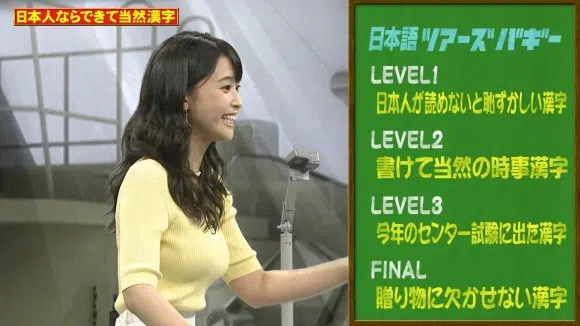 日本人ならできて当然漢字
日本語ツアーズバギー
LEVEL1
日本人が読めないと恥ずかしい漢字
LEVEL2
書けて当然の時事漢字
LEVEL3
今年のセンター試験に出た漢字
FINAL
贈り物に欠かせない漢字